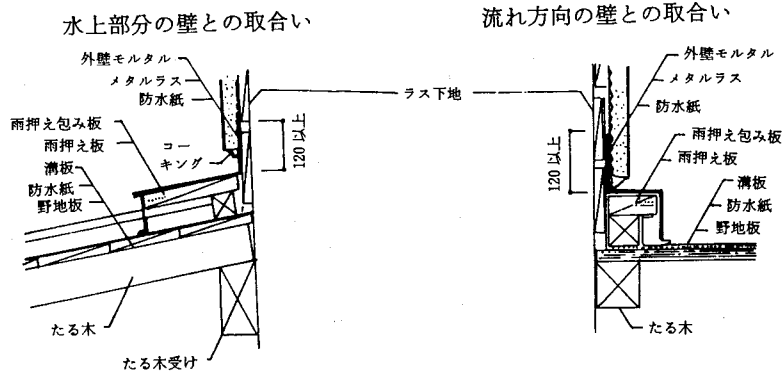 水上部分の壁との取合い
外壁モルタル
メタルラス
防水紙
雨押え包み板
雨押え板
溝板
防水紙
野地板
コー
キング
120以上
たる木
たる木受け
ラス下地
流れ方向の壁との取合い
外壁モルタル
メタルラス
防水紙
雨押え包み板
雨押え板
溝板
防水紙
野地板
120以上
たる木